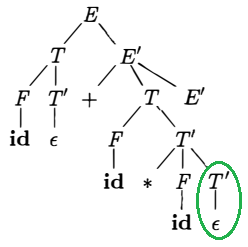 E
T E′
F T′ + T E′
id ϵ F T′
id * F T′
id ϵ